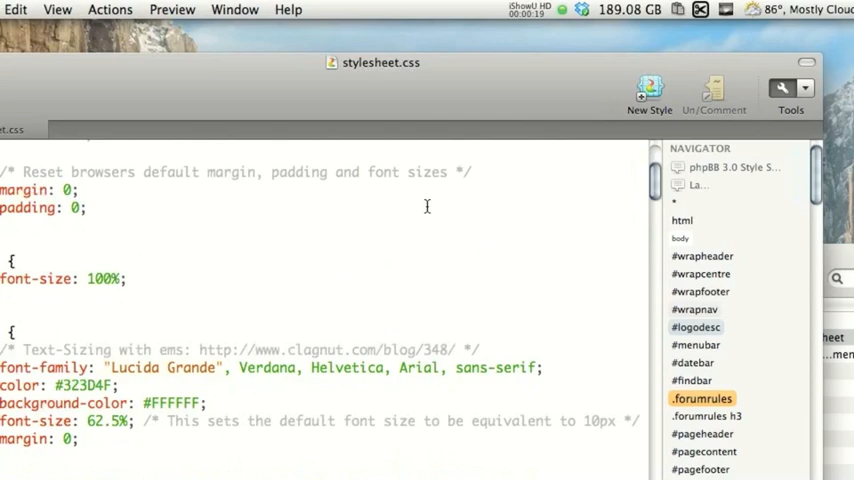 Edit View Actions Preview Window Help iShowU HD 00:00:19 189.08 GB 86°, Mostly Cloud
stylesheet.css
New Style Un/Comment Tools
et.css
NAVIGATOR
phpBB 3.0 Style S...
La...
*
html
body
#wrapheader
#wrapcentre
#wrapfooter
#wrapnav
#logodesc
#menubar
#datebar
#findbar
.forumrules
.forumrules h3
#pageheader
#pagecontent
#pagefooter
/* Reset browsers default margin, padding and font sizes */
margin: 0;
padding: 0;
{
font-size: 100%;
{
/* Text-Sizing with ems: http://www.clagnut.com/blog/348/ */
font-family: "Lucida Grande", Verdana, Helvetica, Arial, sans-serif;
color: #323D4F;
background-color: #FFFFFF;
font-size: 62.5%; /* This sets the default font size to be equivalent to 10px */
margin: 0;
heet
...men